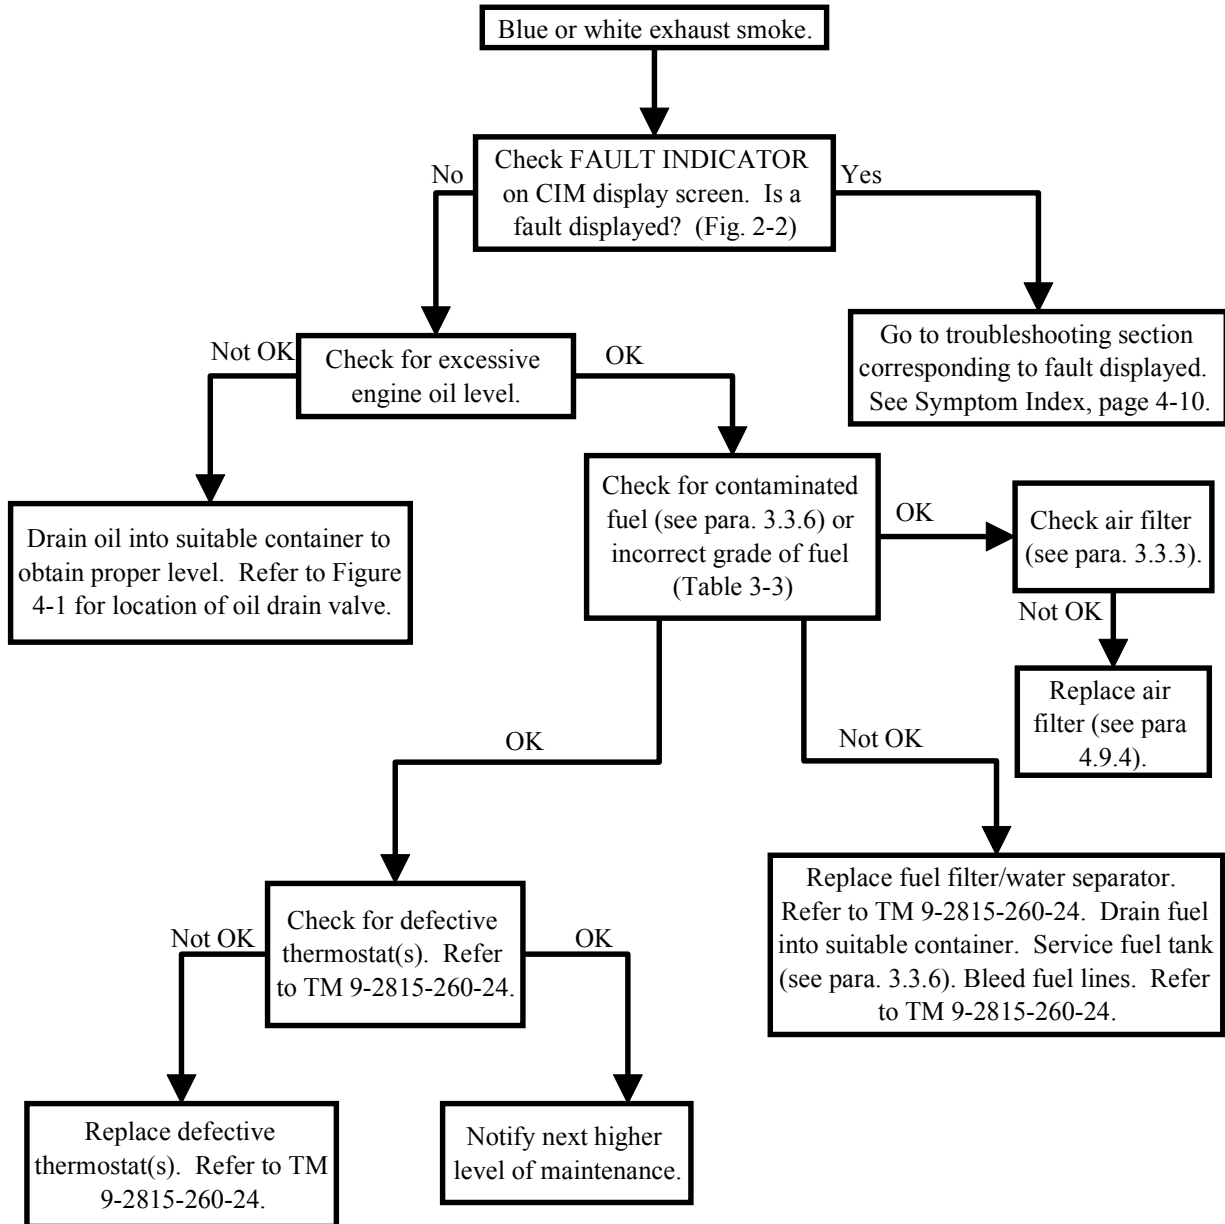 Blue or white exhaust smoke.
Check FAULT INDICATOR
on CIM display screen.  Is a
fault displayed?  (Fig. 2-2)
No
Yes
Go to troubleshooting section
corresponding to fault displayed.
See Symptom Index, page 4-10.
Check for excessive
engine oil level.
Not OK
OK
Drain oil into suitable container to
obtain proper level.  Refer to Figure
4-1 for location of oil drain valve.
Check for contaminated
fuel (see para. 3.3.6) or
incorrect grade of fuel
(Table 3-3)
OK
Check air filter
(see para. 3.3.3).
Not OK
Replace air
filter (see para
4.9.4).
OK
Not OK
Replace fuel filter/water separator.
Refer to TM 9-2815-260-24.  Drain fuel
into suitable container.  Service fuel tank
(see para. 3.3.6). Bleed fuel lines.  Refer
to TM 9-2815-260-24.
Check for defective
thermostat(s).  Refer
to TM 9-2815-260-24.
Not OK
OK
Replace defective
thermostat(s).  Refer to TM
9-2815-260-24.
Notify next higher
level of maintenance.